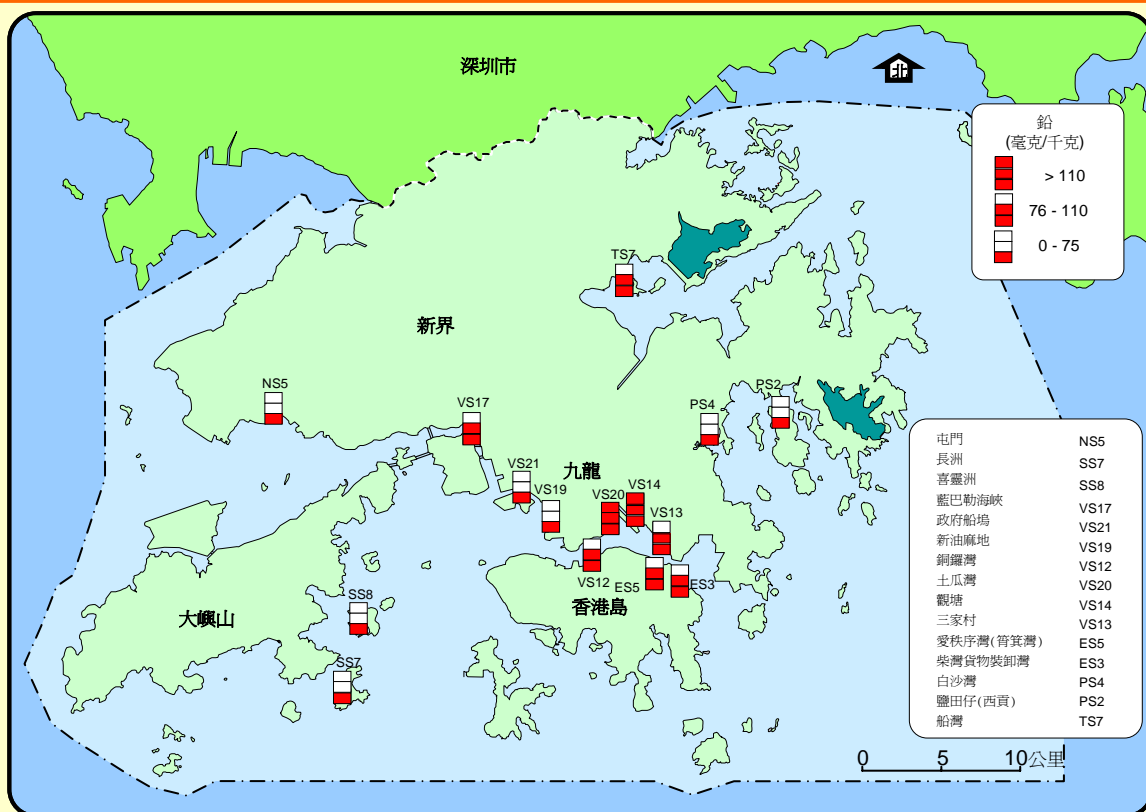 深圳市
北
鉛
(毫克/千克)
> 110
76 - 110
0 - 75
TS7
新界
NS5
VS17
PS4
PS2
VS21
九龍
VS19
VS20
VS14
VS13
VS12
ES5
ES3
香港島
大嶼山
SS8
SS7
屯門 NS5
長洲 SS7
喜靈洲 SS8
藍巴勒海峽 VS17
政府船塢 VS21
新油麻地 VS19
銅鑼灣 VS12
土瓜灣 VS20
觀塘 VS14
三家村 VS13
愛秩序灣(筲箕灣) ES5
柴灣貨物裝卸灣 ES3
白沙灣 PS4
鹽田仔(西貢) PS2
船灣 TS7
0 5 10公里